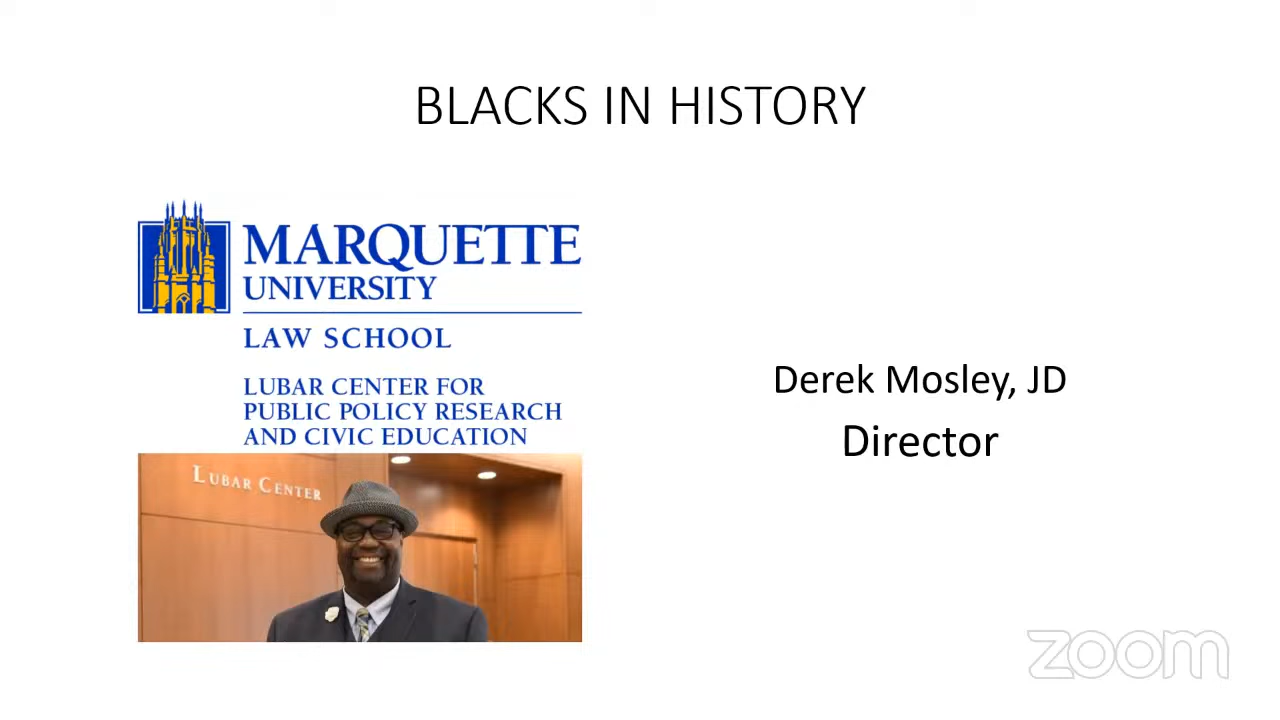 BLACKS IN HISTORY
MARQUETTE
UNIVERSITY
LAW SCHOOL
LUBAR CENTER FOR
PUBLIC POLICY RESEARCH
AND CIVIC EDUCATION
LUBAR CENTER
Derek Mosley, JD
Director
zoom